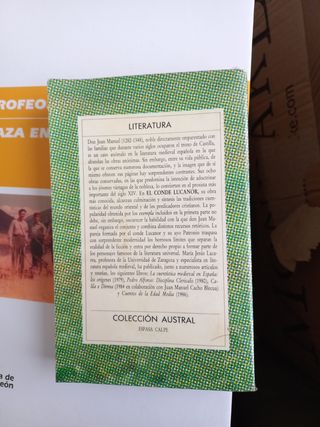 ROFEO
AZA EN
LITERATURA
Don Juan Manuel (1282-1348), noble directamente emparentado con
las familias que durante varios siglos ocuparon el trono de Castilla,
es un caso atónido en la literatura medieval española en la que
abundan las obras anónimas. Sin embargo, entre su vida pública, de
la que se conserva numerosa documentación, y la imagen que de sí
mismo ofrecen sus páginas hay sorprendentes contrastes. Sus ocho
obras conservadas, en las que predomina la intención de adoctrinar
a los jóvenes vástagos de la nobleza, lo convierten en el prosista más
importante del siglo XIV. En EL CONDE LUCANOR, su obra
más conocida, alcanzan culminación y síntesis las tradiciones cuen-
tísticas del mundo oriental y de los predicadores cristianos. La po-
pularidad obtenida por los exempla incluidos en la primera parte no
debe, sin embargo, oscurecer la habilidad con la que don Juan Ma-
nuel organiza el conjunto y combina distintos recursos retóricos. La
pareja formada por el conde Lucanor y su ayo Patronio traspasa
con sorprendente modernidad los borrosos límites que separan la
realidad de la ficción y entra por derecho propio a formar parte de
los personajes universales de la literatura. María Jesús Laca-
rra, profesora de la Universidad de Zaragoza y especialista en lite-
ratura española medieval, ha publicado, junto a numerosos artículos
y reseñas, los siguientes libros: La cuentística medieval en España:
los orígenes (1979), Pedro Alfonso: Disciplina Clericalis (1980), Ca-
lila e Dimna (1984 en colaboración con Juan Manuel Cacho Blecua)
y Cuentos de la Edad Media (1986).
COLECCIÓN AUSTRAL
ESPASA CALPE
a de
eón